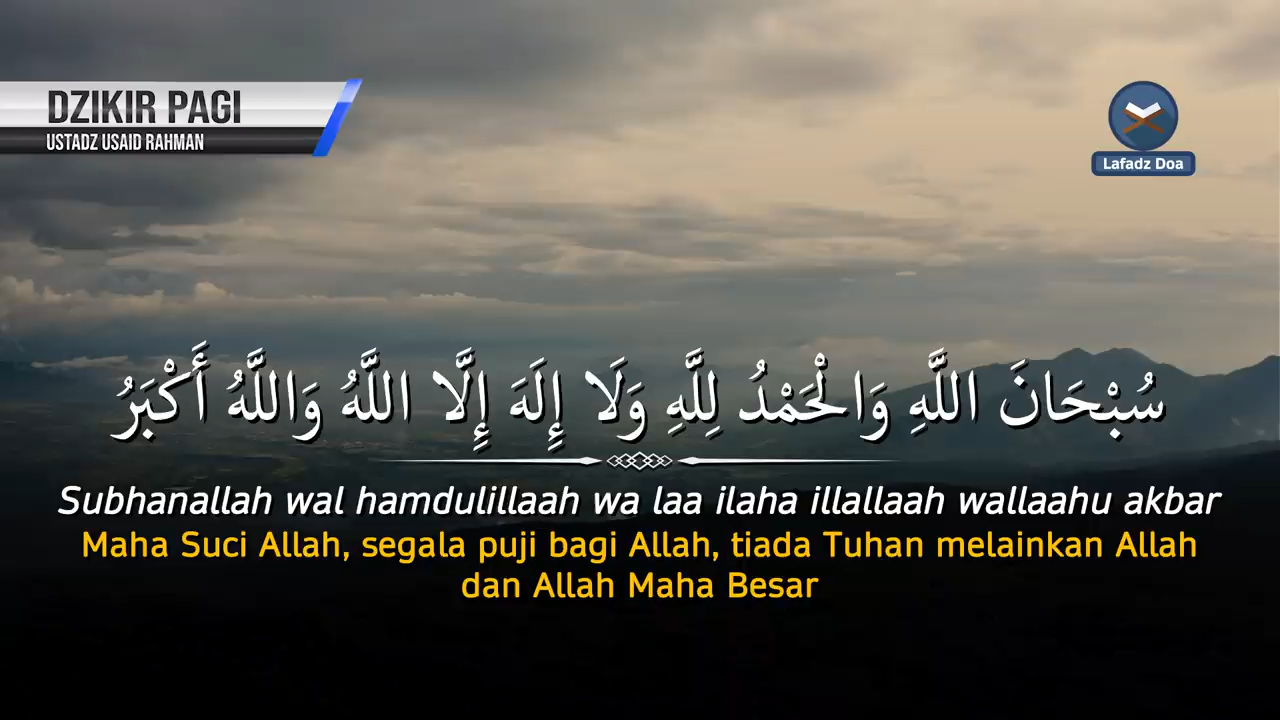 DZIKIR PAGI
USTADZ USAID RAHMAN
Lafadz Doa
سُبْحَانَ اللَّهِ وَالْحَمْدُ لِلَّهِ وَلَا إِلَهَ إِلَّا اللَّهُ وَاللَّهُ أَكْبَرُ
Subhanallah wal hamdulillaah wa laa ilaha illallaah wallaahu akbar
Maha Suci Allah, segala puji bagi Allah, tiada Tuhan melainkan Allah
dan Allah Maha Besar